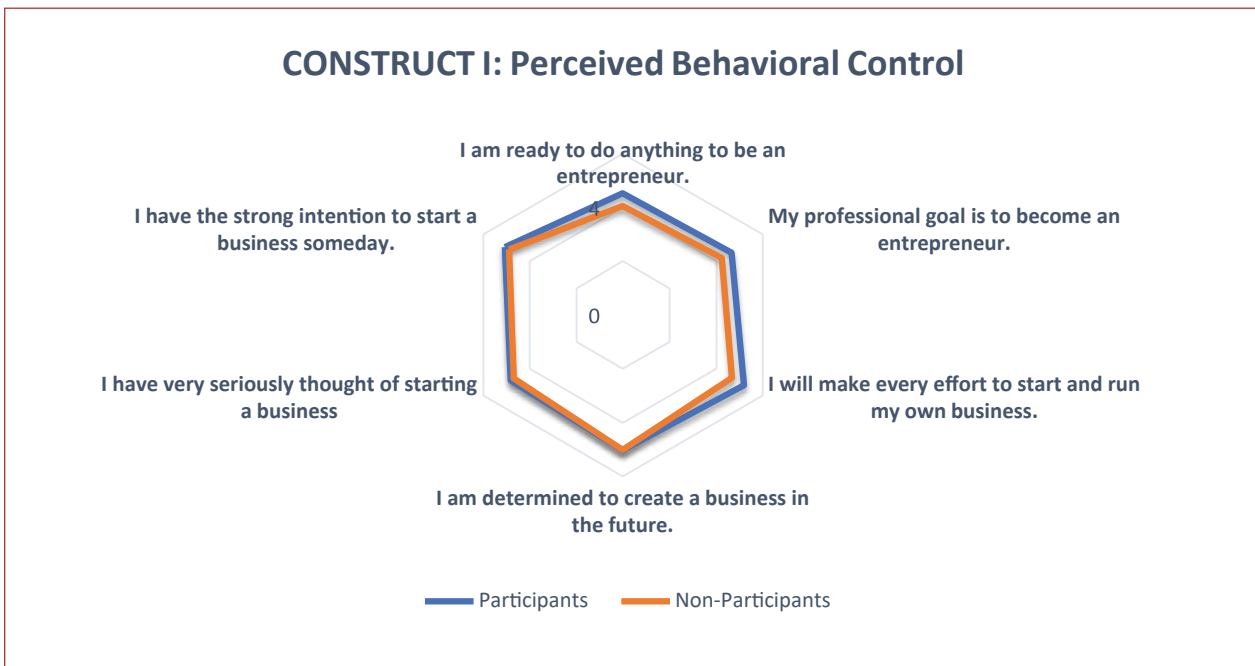 CONSTRUCT I: Perceived Behavioral Control
I am ready to do anything to be an
entrepreneur.
4
I have the strong intention to start a
business someday.
My professional goal is to become an
entrepreneur.
0
I have very seriously thought of starting
a business
I will make every effort to start and run
my own business.
I am determined to create a business in
the future.
Participants
Non-Participants